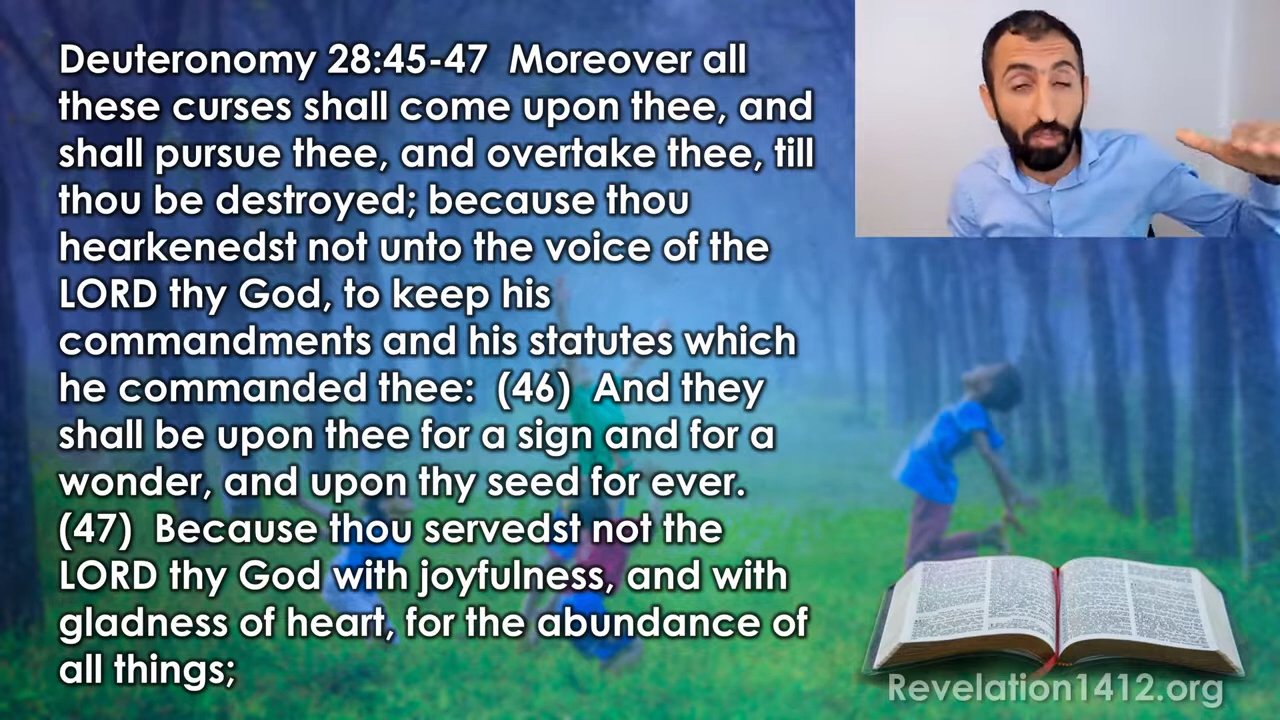 Deuteronomy 28:45-47  Moreover all
these curses shall come upon thee, and
shall pursue thee, and overtake thee, till
thou be destroyed; because thou
hearkenedst not unto the voice of the
LORD thy God, to keep his
commandments and his statutes which
he commanded thee:  (46)  And they
shall be upon thee for a sign and for a
wonder, and upon thy seed for ever.
(47)  Because thou servedst not the
LORD thy God with joyfulness, and with
gladness of heart, for the abundance of
all things;
Revelation1412.org